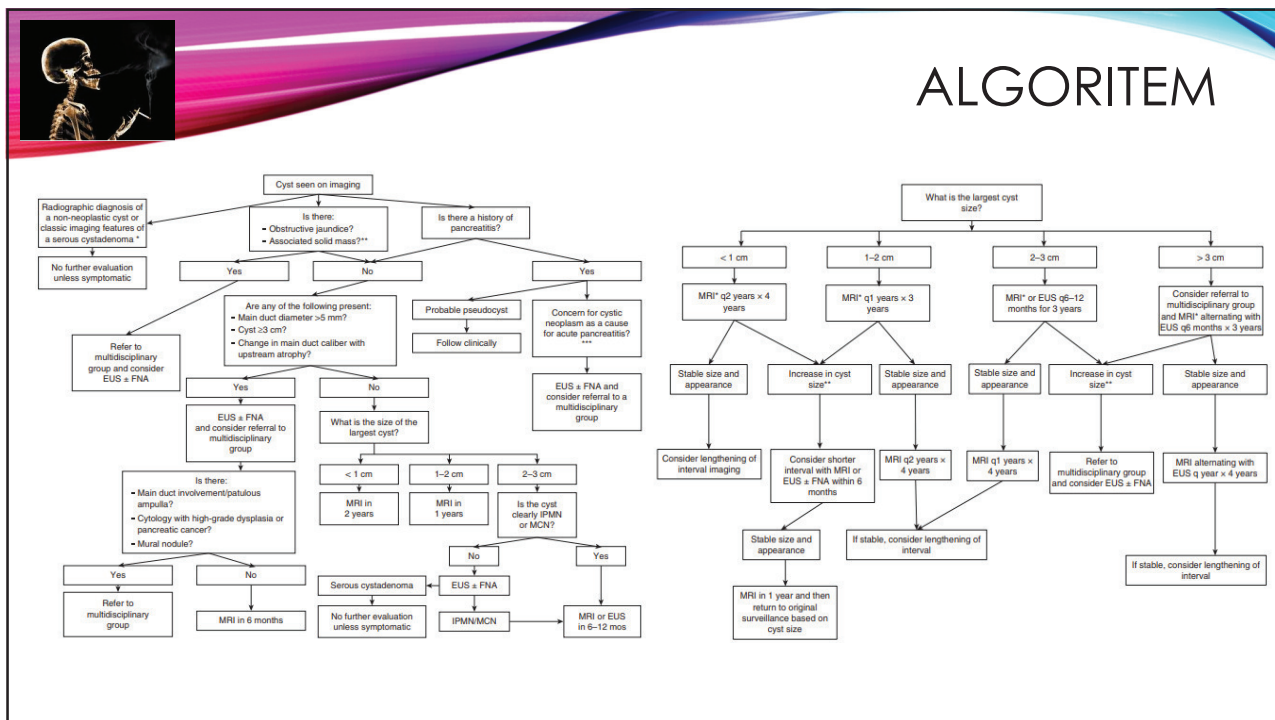 ALGORITEM
Cyst seen on imaging
Radiographic diagnosis of
a non-neoplastic cyst or
classic imaging features of
a serous cystadenoma *
No further evaluation
unless symptomatic
Is there:
- Obstructive jaundice?
- Associated solid mass?**
Is there a history of
pancreatitis?
Yes
No
Yes
Refer to
multidisciplinary
group and consider
EUS ± FNA
Are any of the following present:
- Main duct diameter >5 mm?
- Cyst ≥3 cm?
- Change in main duct caliber with
upstream atrophy?
Probable pseudocyst
Follow clinically
Concern for cystic
neoplasm as a cause
for acute pancreatitis?
***
EUS ± FNA and
consider referral to a
multidisciplinary
group
Yes
No
EUS ± FNA
and consider referral to
multidisciplinary
group
What is the size of the
largest cyst?
Is there:
- Main duct involvement/patulous
ampulla?
- Cytology with high-grade dysplasia or
pancreatic cancer?
- Mural nodule?
< 1 cm
1–2 cm
2–3 cm
MRI in
2 years
MRI in
1 years
Is the cyst
clearly IPMN
or MCN?
Yes
No
Refer to
multidisciplinary
group
MRI in 6 months
No
Yes
Serous cystadenoma
EUS ± FNA
No further evaluation
unless symptomatic
IPMN/MCN
MRI or EUS
in 6–12 mos
What is the largest cyst
size?
< 1 cm
1–2 cm
2–3 cm
> 3 cm
MRI* q2 years × 4
years
MRI* q1 years × 3
years
MRI* or EUS q6–12
months for 3 years
Consider referral to
multidisciplinary group
and MRI* alternating with
EUS q6 months × 3 years
Stable size and
appearance
Increase in cyst
size**
Stable size and
appearance
Stable size and
appearance
Increase in cyst
size**
Stable size and
appearance
Consider lengthening of
interval imaging
Consider shorter
interval with MRI or
EUS ± FNA within 6
months
MRI q2 years ×
4 years
MRI q1 years ×
4 years
Refer to
multidisciplinary group
and consider EUS ± FNA
MRI alternating with
EUS q year × 4 years
Stable size and
appearance
If stable, consider lengthening of
interval
If stable, consider lengthening of
interval
MRI in 1 year and then
return to original
surveillance based on
cyst size